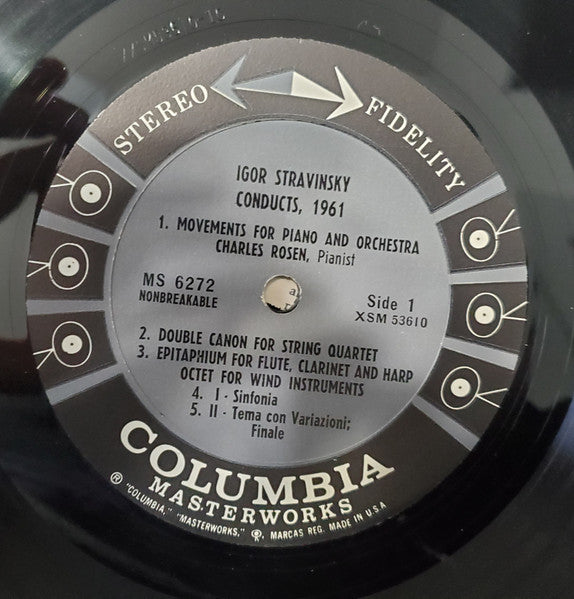 STEREO FIDELITY
IGOR STRAVINSKY
CONDUCTS, 1961
1. MOVEMENTS FOR PIANO AND ORCHESTRA
CHARLES ROSEN, Pianist
MS 6272
NONBREAKABLE
Side 1
XSM 53610
2. DOUBLE CANON FOR STRING QUARTET
3. EPITAPHIUM FOR FLUTE, CLARINET AND HARP
OCTET FOR WIND INSTRUMENTS
4. I - Sinfonia
5. II - Tema con Variazioni;
Finale
COLUMBIA
MASTERWORKS
® "COLUMBIA," "MASTERWORKS," ℗, MARCAS REG. MADE IN U.S.A